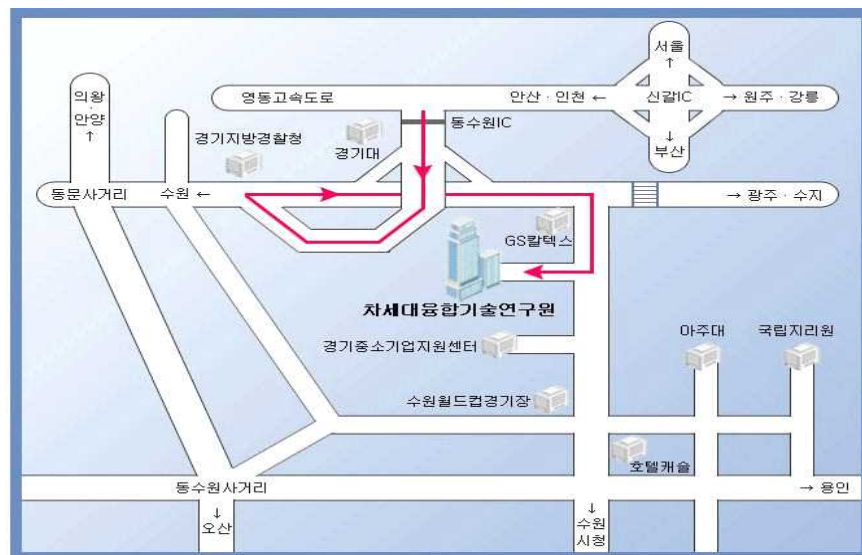 서울
↑
의왕
·
안양
↑
영동고속도로
안산 · 인천 ←
신갈IC
→ 원주 · 강릉
↓
부산
동수원IC
경기대
경기지방경찰청
동문사거리
수원 ←
→ 광주 · 수지
GS칼텍스
차세대융합기술연구원
경기중소기업지원센터
아주대
국립지리원
수원월드컵경기장
호텔캐슬
동수원사거리
→ 용인
↓
오산
↓
수원
시청